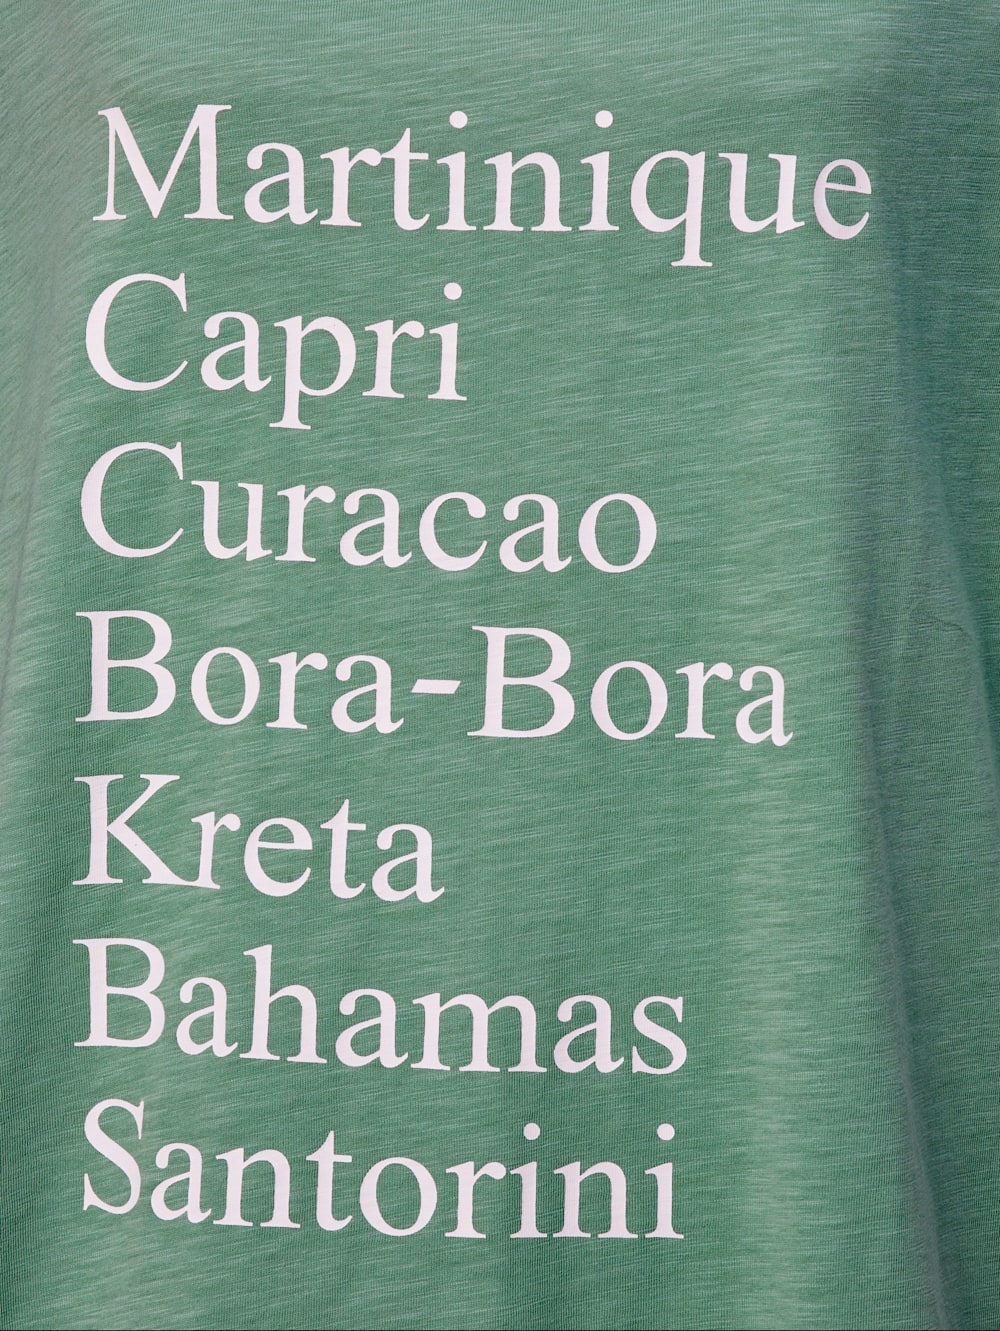 Martinique
Capri
Curacao
Bora-Bora
Kreta
Bahamas
Santorini